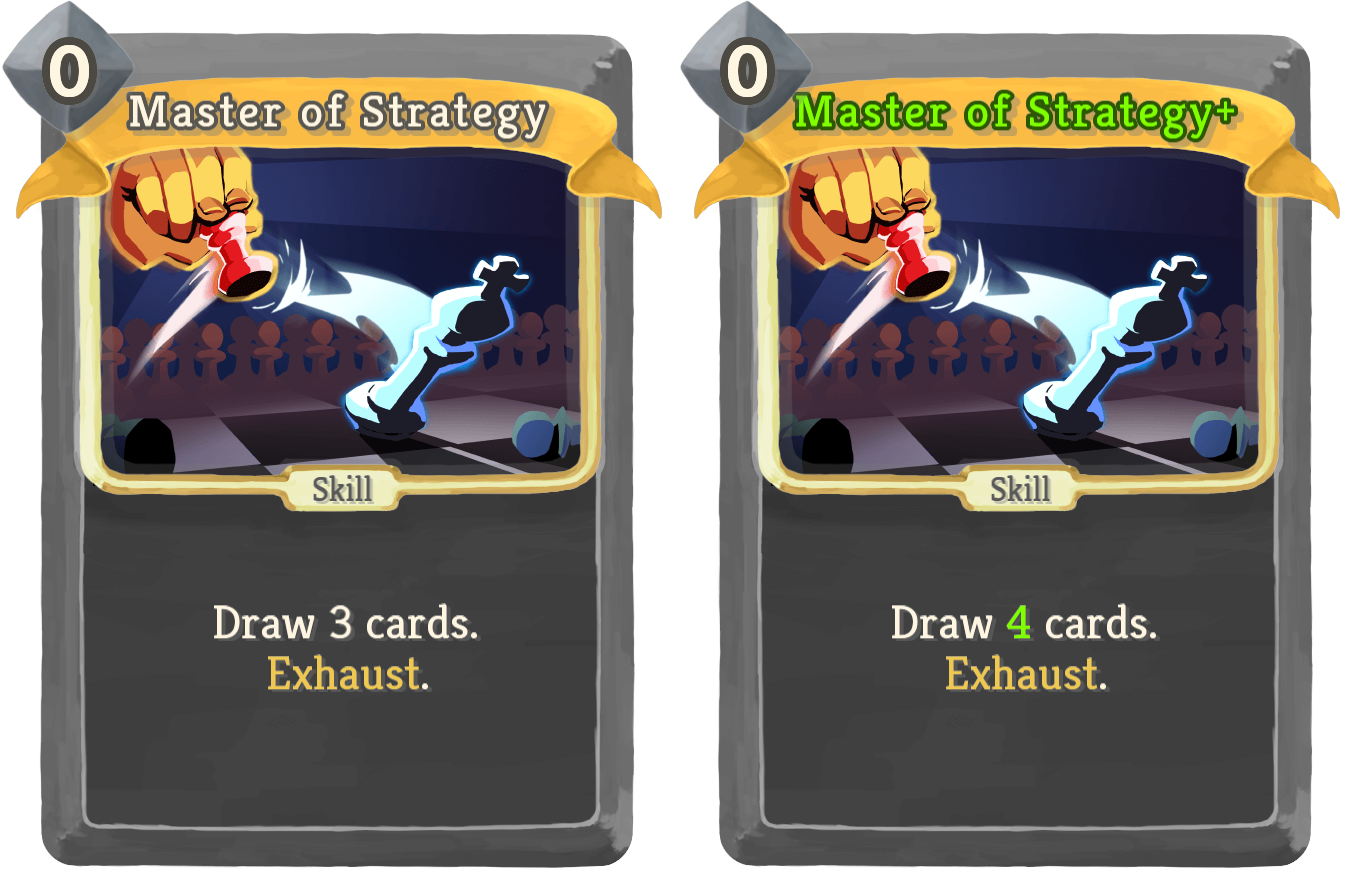 0
Master of Strategy
Skill
Draw 3 cards.
Exhaust.
0
Master of Strategy+
Skill
Draw 4 cards.
Exhaust.